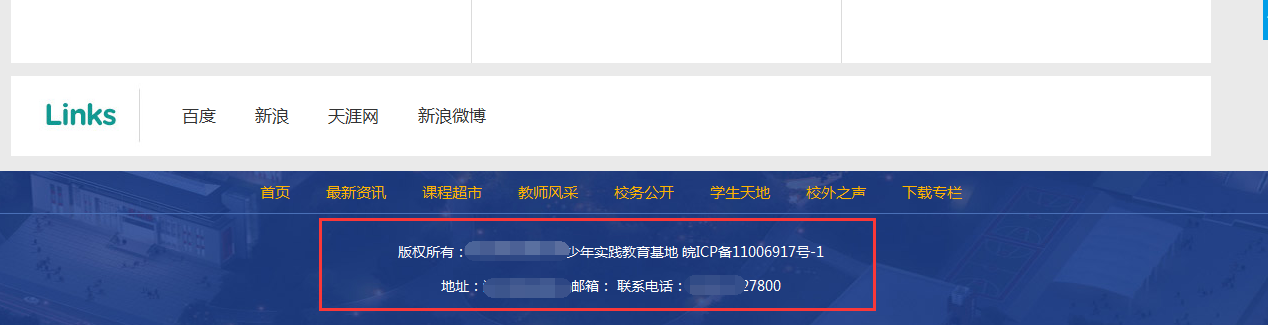 Links 百度 新浪 天涯网 新浪微博
首页 最新资讯 课程超市 教师风采 校务公开 学生天地 校外之声 下载专栏
版权所有： 少年实践教育基地 皖ICP备11006917号-1
地址： 邮箱： 联系电话： 27800